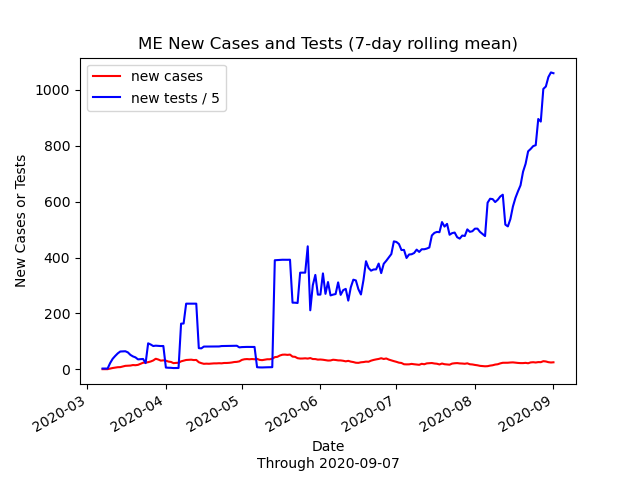 ME New Cases and Tests (7-day rolling mean)
new cases
new tests / 5
New Cases or Tests
1000
800
600
400
200
0
2020-03
2020-04
2020-05
2020-06
2020-07
2020-08
2020-09
Date
Through 2020-09-07